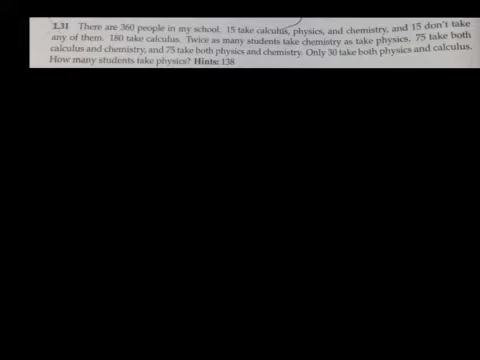 1.31 There are 360 people in my school. 15 take calculus, physics, and chemistry, and 15 don't take
any of them. 180 take calculus. Twice as many students take chemistry as take physics. 75 take both
calculus and chemistry, and 75 take both physics and chemistry. Only 30 take both physics and calculus.
How many students take physics? Hints: 138